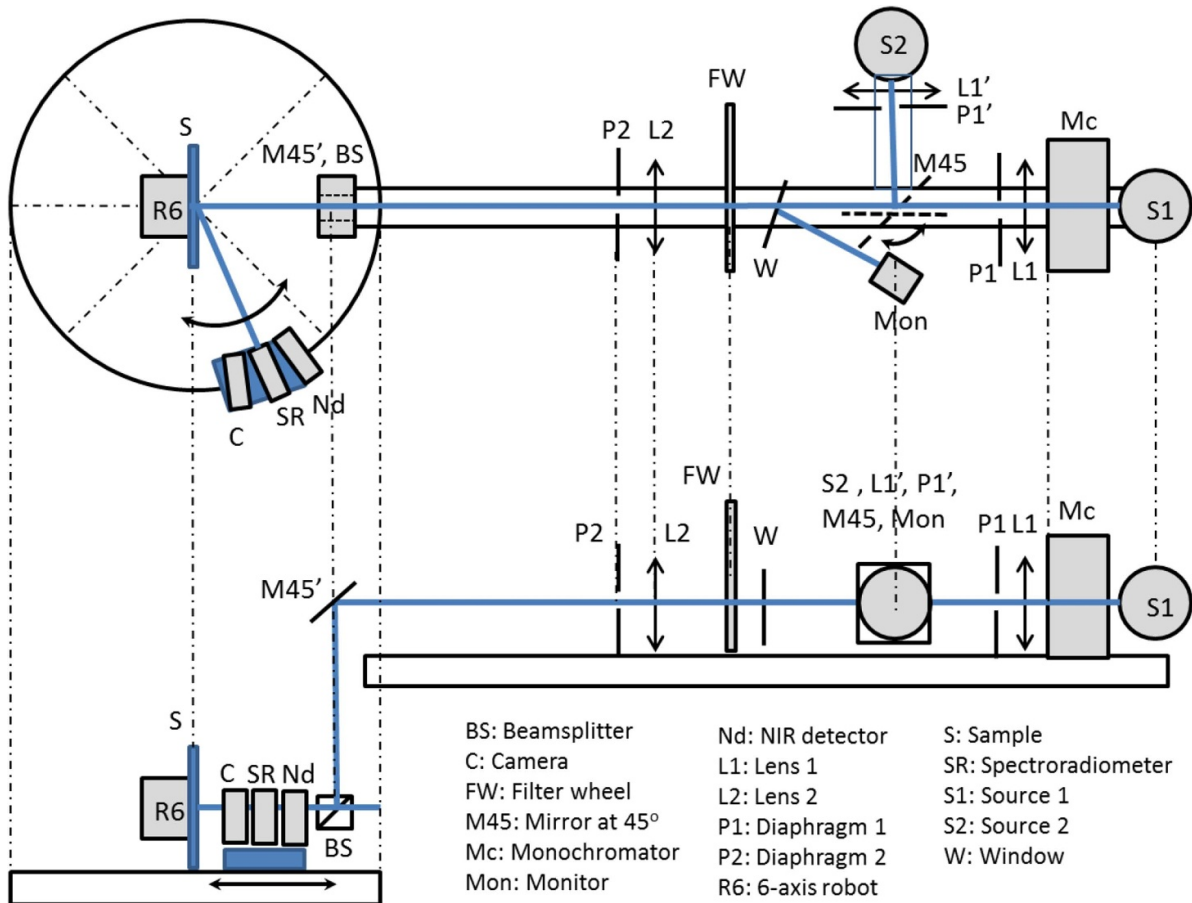 S2
FW
L1’
P1’
P2
L2
Mc
S
M45’, BS
M45
R6
S1
W
P1
L1
Mon
Nd
SR
C
S2 , L1’, P1’,
M45, Mon
FW
Mc
P2
L2
W
P1
L1
M45’
S1
S
C
SR
Nd
R6
BS
BS: Beamsplitter
C: Camera
FW: Filter wheel
M45: Mirror at 45º
Mc: Monochromator
Mon: Monitor
Nd: NIR detector
L1: Lens 1
L2: Lens 2
P1: Diaphragm 1
P2: Diaphragm 2
R6: 6-axis robot
S: Sample
SR: Spectroradiometer
S1: Source 1
S2: Source 2
W: Window